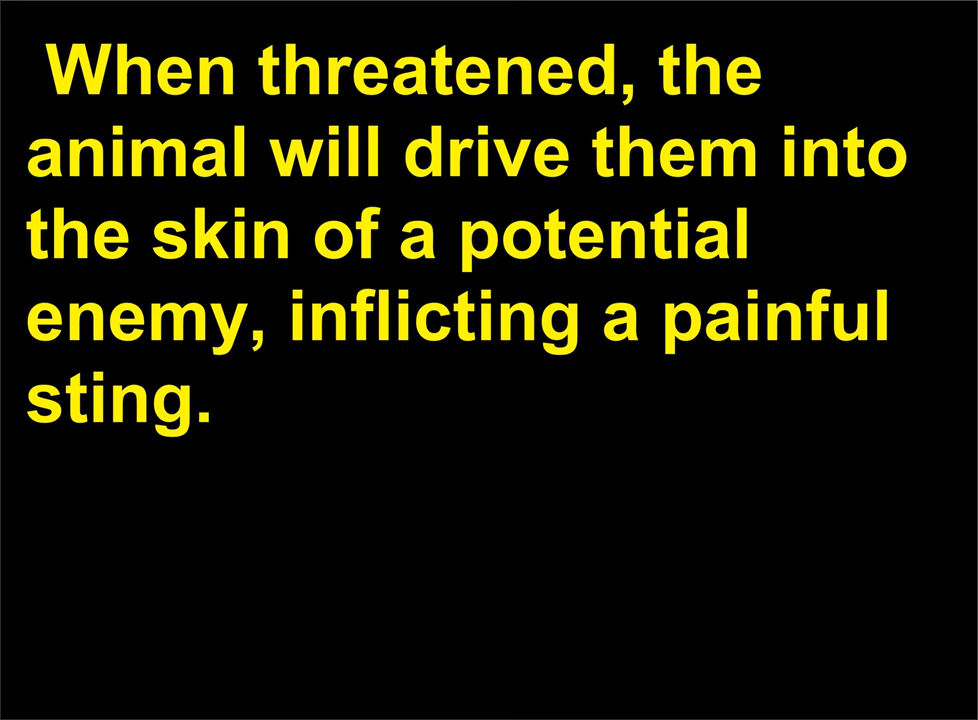 When threatened, the
animal will drive them into
the skin of a potential
enemy, inflicting a painful
sting.